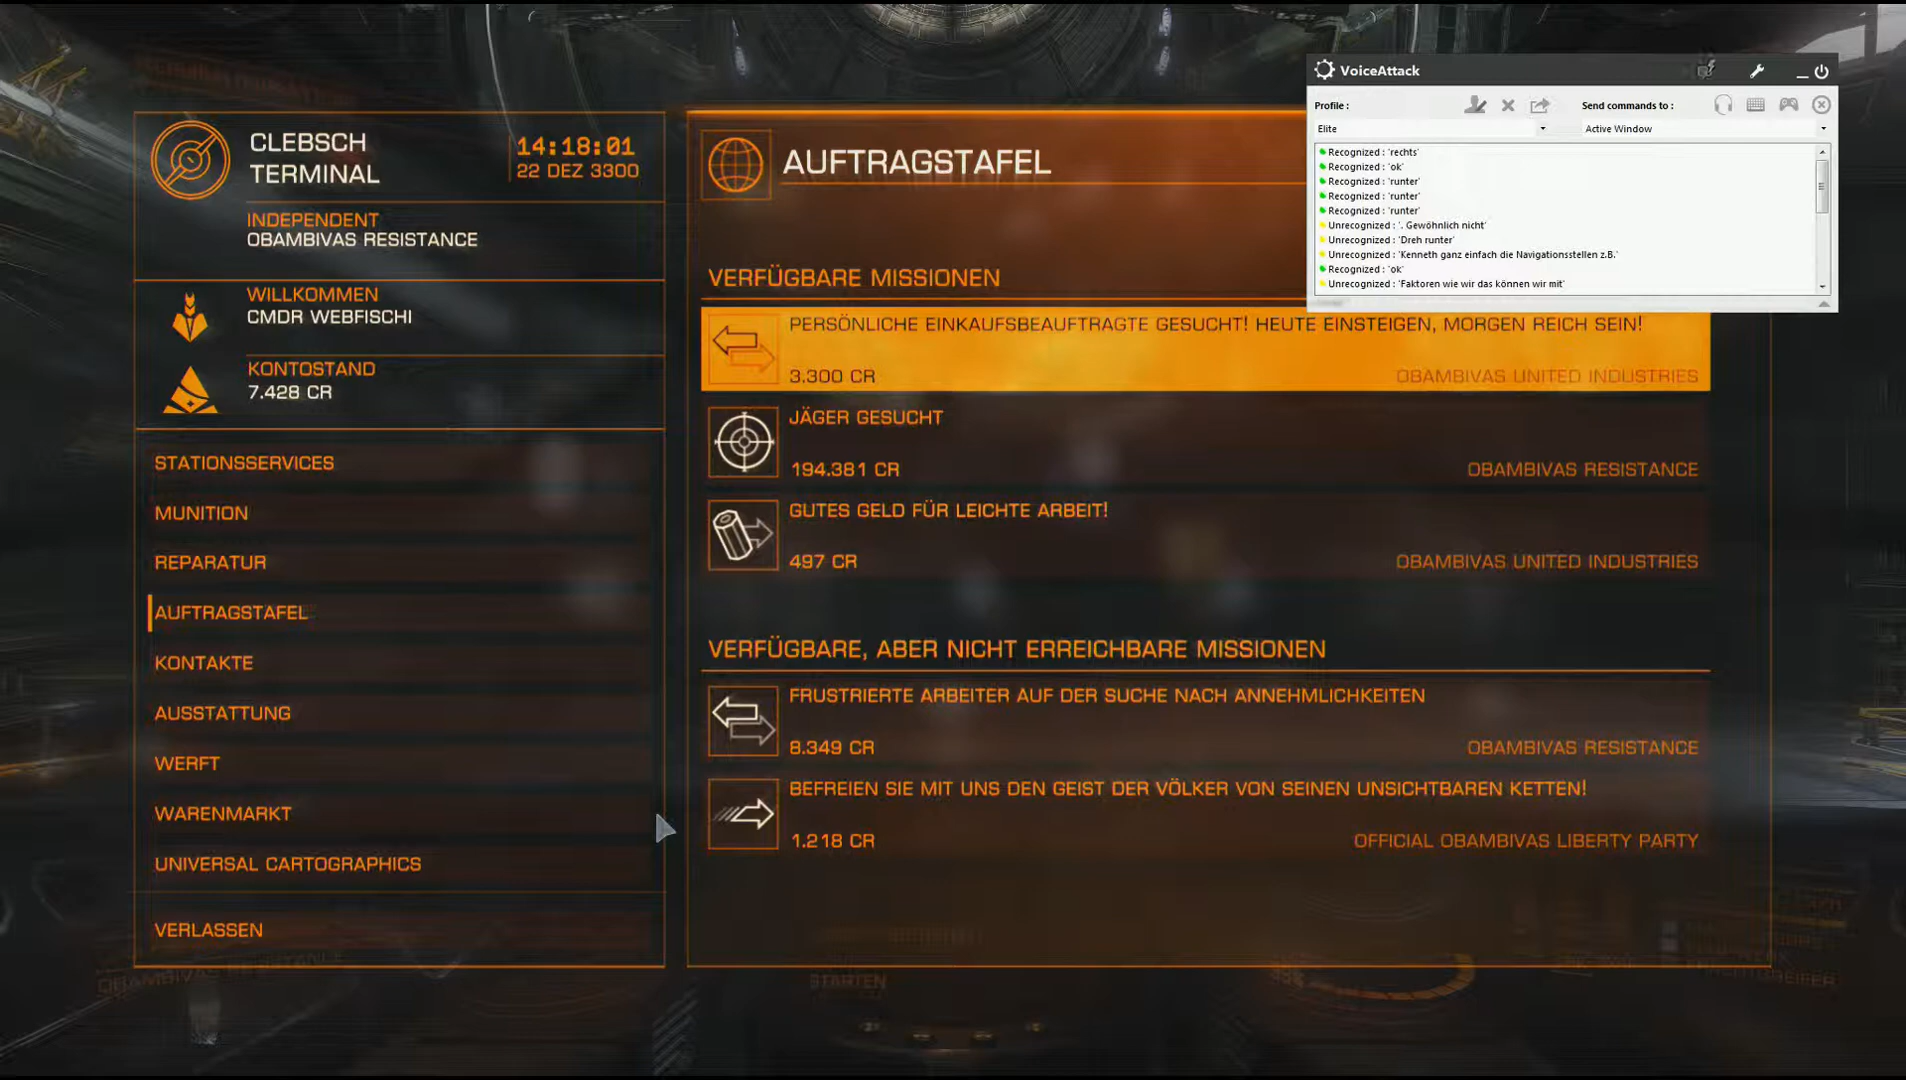 CLEBSCH
TERMINAL
14:18:01
22 DEZ 3300
INDEPENDENT
OBAMBIVAS RESISTANCE
WILLKOMMEN
CMDR WEBFISCHI
KONTOSTAND
7.428 CR
STATIONSSERVICES
MUNITION
REPARATUR
AUFTRAGSTAFEL
KONTAKTE
AUSSTATTUNG
WERFT
WARENMARKT
UNIVERSAL CARTOGRAPHICS
VERLASSEN
AUFTRAGSTAFEL
VERFÜGBARE MISSIONEN
PERSÖNLICHE EINKAUFSBEAUFTRAGTE GESUCHT! HEUTE EINSTEIGEN, MORGEN REICH SEIN!
3.300 CR OBAMBIVAS UNITED INDUSTRIES
JÄGER GESUCHT
194.381 CR OBAMBIVAS RESISTANCE
GUTES GELD FÜR LEICHTE ARBEIT!
497 CR OBAMBIVAS UNITED INDUSTRIES
VERFÜGBARE, ABER NICHT ERREICHBARE MISSIONEN
FRUSTRIERTE ARBEITER AUF DER SUCHE NACH ANNEHMLICHKEITEN
8.349 CR OBAMBIVAS RESISTANCE
BEFREIEN SIE MIT UNS DEN GEIST DER VÖLKER VON SEINEN UNSICHTBAREN KETTEN!
1.218 CR OFFICIAL OBAMBIVAS LIBERTY PARTY
STARTEN
OBAMBIVAS RESISTANCE
VoiceAttack
Profile : Send commands to :
Elite Active Window
Recognized : 'rechts'
Recognized : 'ok'
Recognized : 'runter'
Recognized : 'runter'
Recognized : 'runter'
Unrecognized : '. Gewöhnlich nicht'
Unrecognized : 'Dreh runter'
Unrecognized : 'Kenneth ganz einfach die Navigationsstellen z.B.'
Recognized : 'ok'
Unrecognized : 'Faktoren wie wir das können wir mit'